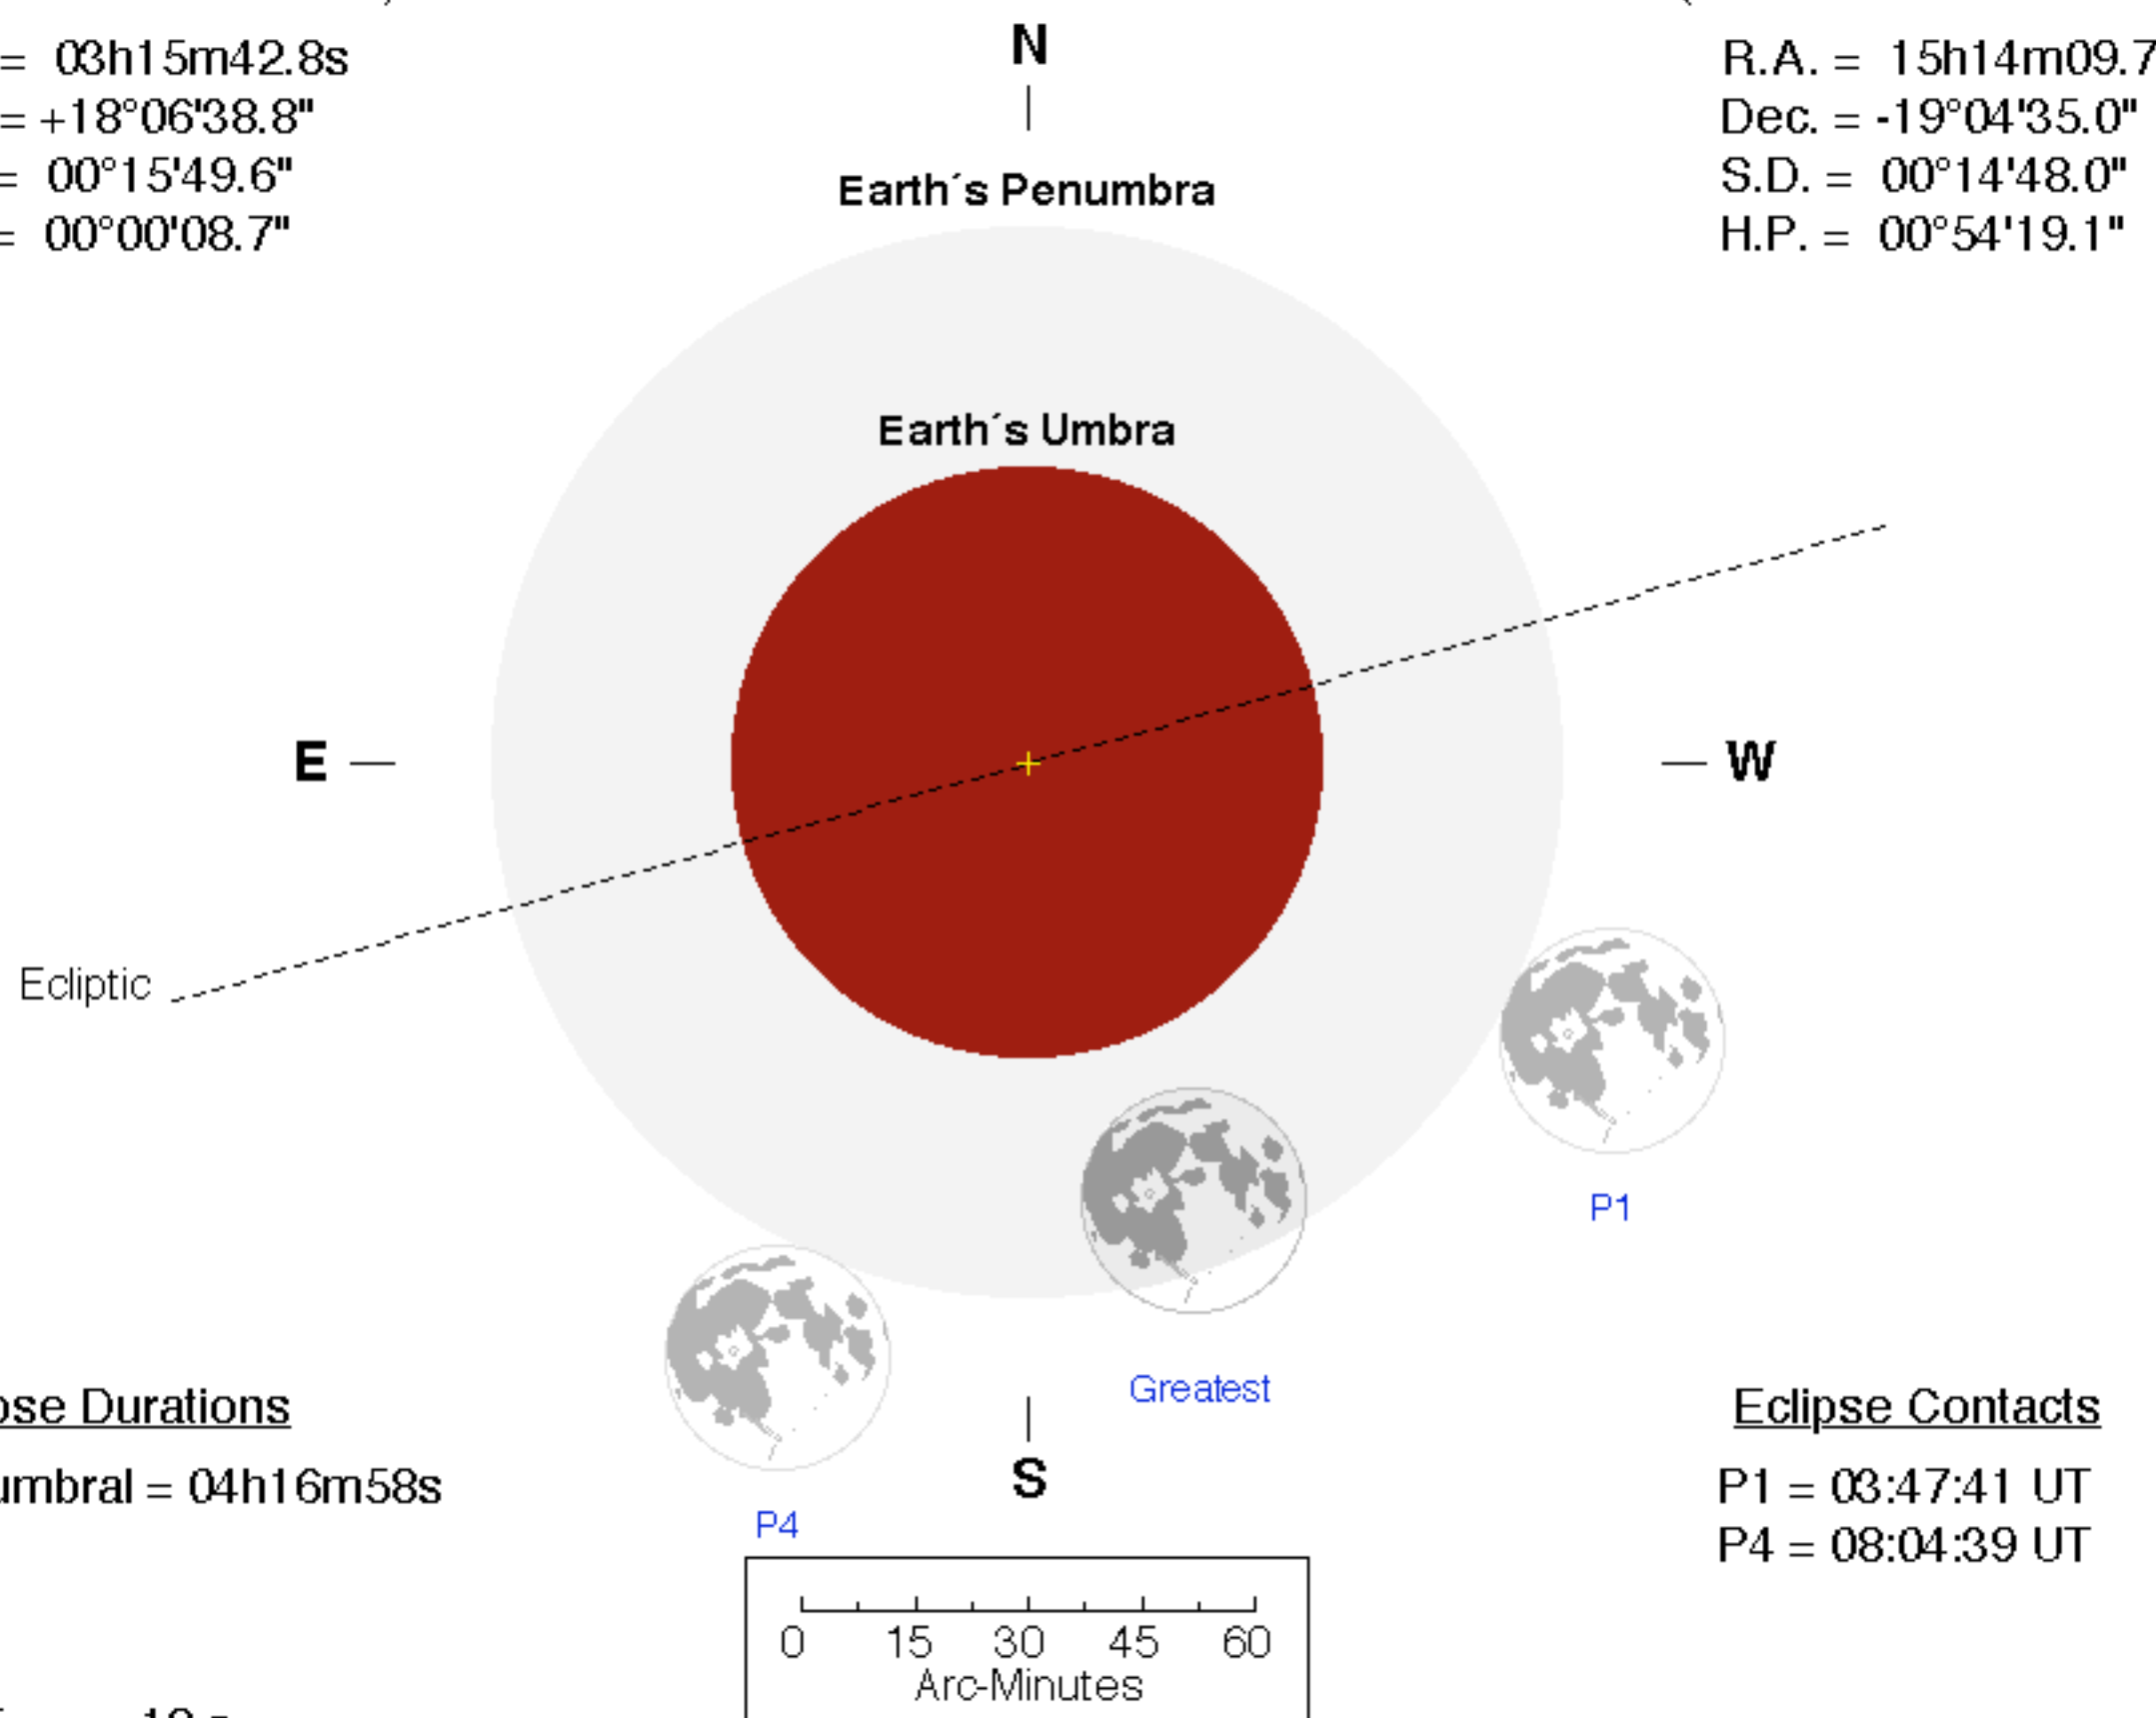 = 03h15m42.8s
= +18°06'38.8"
= 00°15'49.6"
= 00°00'08.7"
N
R.A. = 15h14m09.7
Dec. = -19°04'35.0"
S.D. = 00°14'48.0"
H.P. = 00°54'19.1"
Earth´s Penumbra
Earth´s Umbra
E
W
Ecliptic
P1
Greatest
P4
S
ose Durations
umbral = 04h16m58s
Eclipse Contacts
P1 = 03:47:41 UT
P4 = 08:04:39 UT
0 15 30 45 60
Arc-Minutes